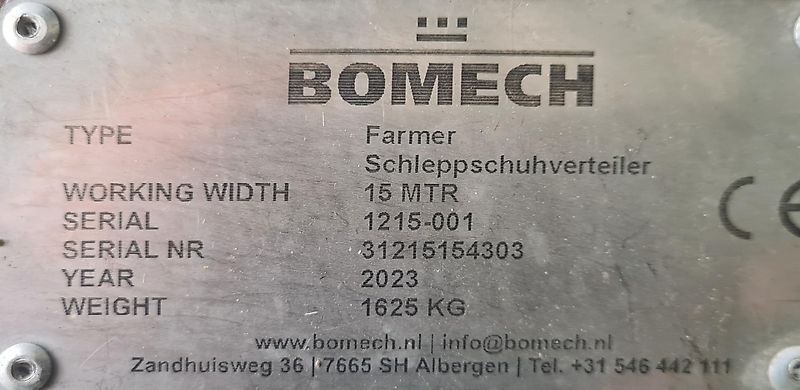 BOMECH
TYPE Farmer
Schleppschuhverteiler
WORKING WIDTH 15 MTR
SERIAL 1215-001
SERIAL NR 31215154303
YEAR 2023
WEIGHT 1625 KG
CE
www.bomech.nl | info@bomech.nl
Zandhuisweg 36 | 7665 SH Albergen | Tel. +31 546 442 111